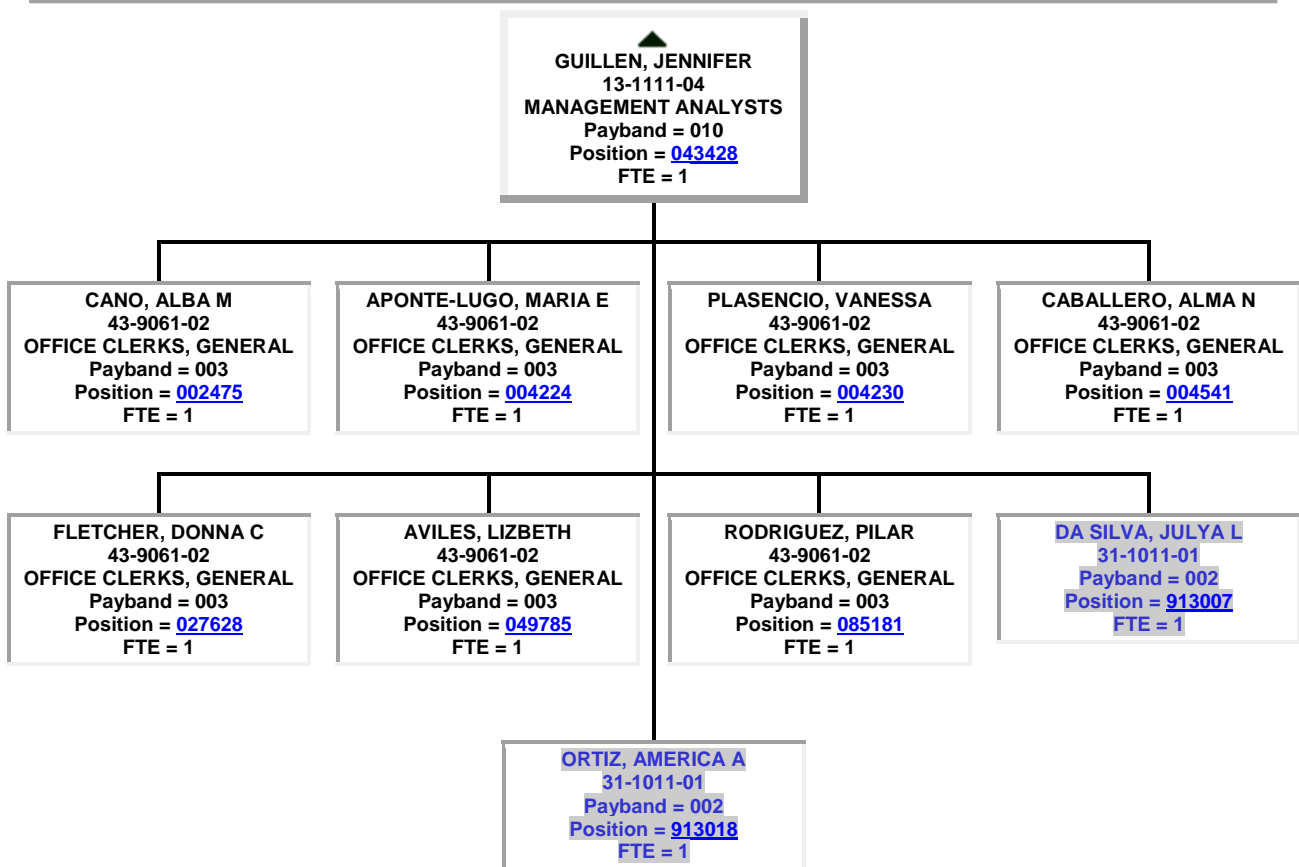 GUILLEN, JENNIFER
13-1111-04
MANAGEMENT ANALYSTS
Payband = 010
Position = 043428
FTE = 1
CANO, ALBA M
43-9061-02
OFFICE CLERKS, GENERAL
Payband = 003
Position = 002475
FTE = 1
APONTE-LUGO, MARIA E
43-9061-02
OFFICE CLERKS, GENERAL
Payband = 003
Position = 004224
FTE = 1
PLASENCIO, VANESSA
43-9061-02
OFFICE CLERKS, GENERAL
Payband = 003
Position = 004230
FTE = 1
CABALLERO, ALMA N
43-9061-02
OFFICE CLERKS, GENERAL
Payband = 003
Position = 004541
FTE = 1
FLETCHER, DONNA C
43-9061-02
OFFICE CLERKS, GENERAL
Payband = 003
Position = 027628
FTE = 1
AVILES, LIZBETH
43-9061-02
OFFICE CLERKS, GENERAL
Payband = 003
Position = 049785
FTE = 1
RODRIGUEZ, PILAR
43-9061-02
OFFICE CLERKS, GENERAL
Payband = 003
Position = 085181
FTE = 1
DA SILVA, JULYA L
31-1011-01
Payband = 002
Position = 913007
FTE = 1
ORTIZ, AMERICA A
31-1011-01
Payband = 002
Position = 913018
FTE = 1